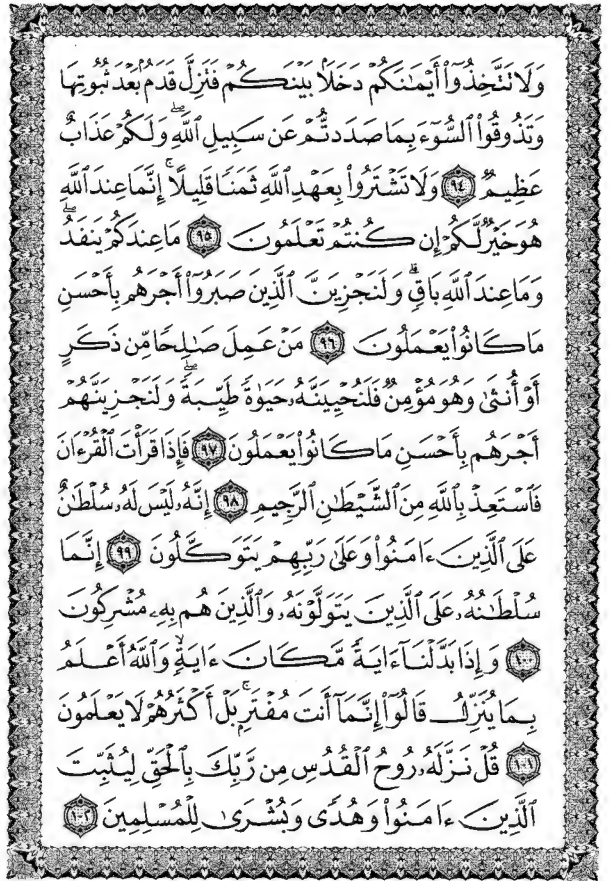 وَلَا تَتَّخِذُوٓا۟ أَيْمَـٰنَكُمْ دَخَلًۢا بَيْنَكُمْ فَتَزِلَّ قَدَمٌۢ بَعْدَ ثُبُوتِهَا
وَتَذُوقُوا۟ ٱلسُّوٓءَ بِمَا صَدَدتُّمْ عَن سَبِيلِ ٱللَّهِ ۖ وَلَكُمْ عَذَابٌ
عَظِيمٌ ﴿٩٤﴾ وَلَا تَشْتَرُوا۟ بِعَهْدِ ٱللَّهِ ثَمَنًا قَلِيلًا ۚ إِنَّمَا عِندَ ٱللَّهِ
هُوَ خَيْرٌ لَّكُمْ إِن كُنتُمْ تَعْلَمُونَ ﴿٩٥﴾ مَا عِندَكُمْ يَنفَدُ ۖ
وَمَا عِندَ ٱللَّهِ بَاقٍ ۗ وَلَنَجْزِيَنَّ ٱلَّذِينَ صَبَرُوٓا۟ أَجْرَهُم بِأَحْسَنِ
مَا كَانُوا۟ يَعْمَلُونَ ﴿٩٦﴾ مَنْ عَمِلَ صَـٰلِحًا مِّن ذَكَرٍ
أَوْ أُنثَىٰ وَهُوَ مُؤْمِنٌ فَلَنُحْيِيَنَّهُۥ حَيَوٰةً طَيِّبَةً ۖ وَلَنَجْزِيَنَّهُمْ
أَجْرَهُم بِأَحْسَنِ مَا كَانُوا۟ يَعْمَلُونَ ﴿٩٧﴾ فَإِذَا قَرَأْتَ ٱلْقُرْءَانَ
فَٱسْتَعِذْ بِٱللَّهِ مِنَ ٱلشَّيْطَـٰنِ ٱلرَّجِيمِ ﴿٩٨﴾ إِنَّهُۥ لَيْسَ لَهُۥ سُلْطَـٰنٌ
عَلَى ٱلَّذِينَ ءَامَنُوا۟ وَعَلَىٰ رَبِّهِمْ يَتَوَكَّلُونَ ﴿٩٩﴾ إِنَّمَا
سُلْطَـٰنُهُۥ عَلَى ٱلَّذِينَ يَتَوَلَّوْنَهُۥ وَٱلَّذِينَ هُم بِهِۦ مُشْرِكُونَ
﴿١٠٠﴾ وَإِذَا بَدَّلْنَآ ءَايَةً مَّكَانَ ءَايَةٍ ۙ وَٱللَّهُ أَعْلَمُ
بِمَا يُنَزِّلُ قَالُوٓا۟ إِنَّمَآ أَنتَ مُفْتَرٍۭ ۚ بَلْ أَكْثَرُهُمْ لَا يَعْلَمُونَ
﴿١٠١﴾ قُلْ نَزَّلَهُۥ رُوحُ ٱلْقُدُسِ مِن رَّبِّكَ بِٱلْحَقِّ لِيُثَبِّتَ
ٱلَّذِينَ ءَامَنُوا۟ وَهُدًى وَبُشْرَىٰ لِلْمُسْلِمِينَ ﴿١٠٢﴾